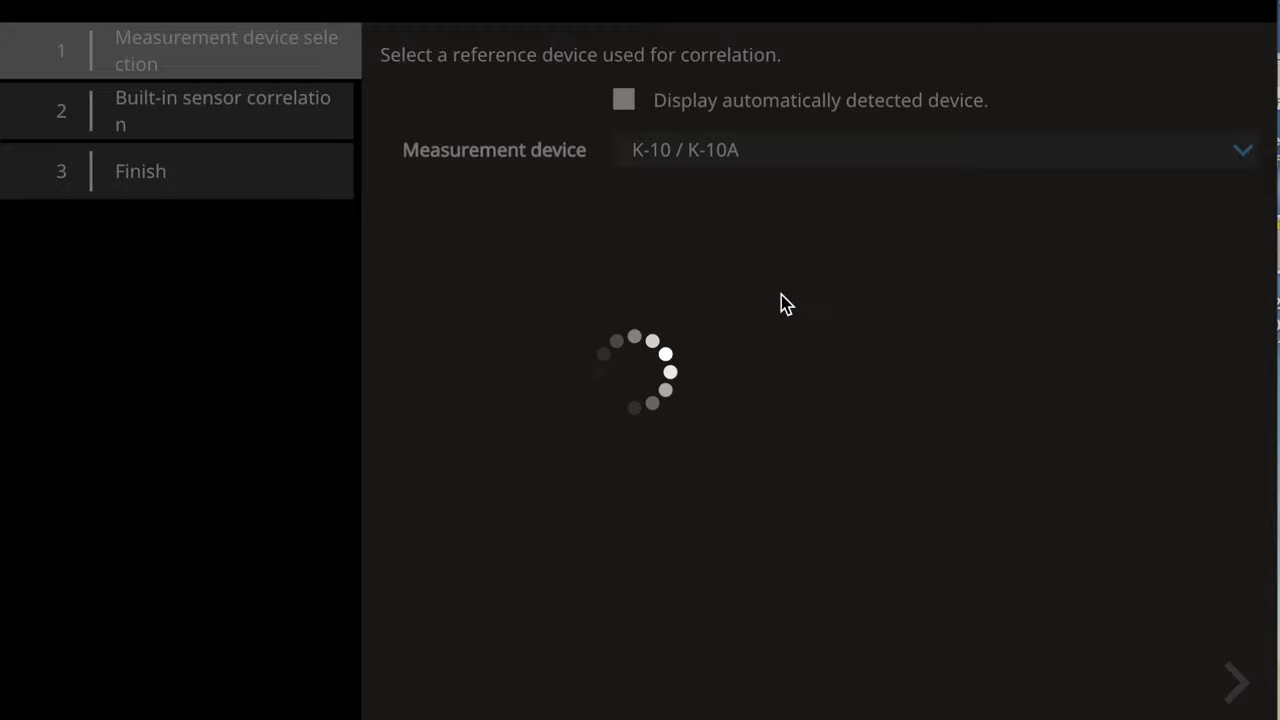 1
Measurement device sele
ction
2
Built-in sensor correlatio
n
3
Finish
Select a reference device used for correlation.
Display automatically detected device.
Measurement device
K-10 / K-10A